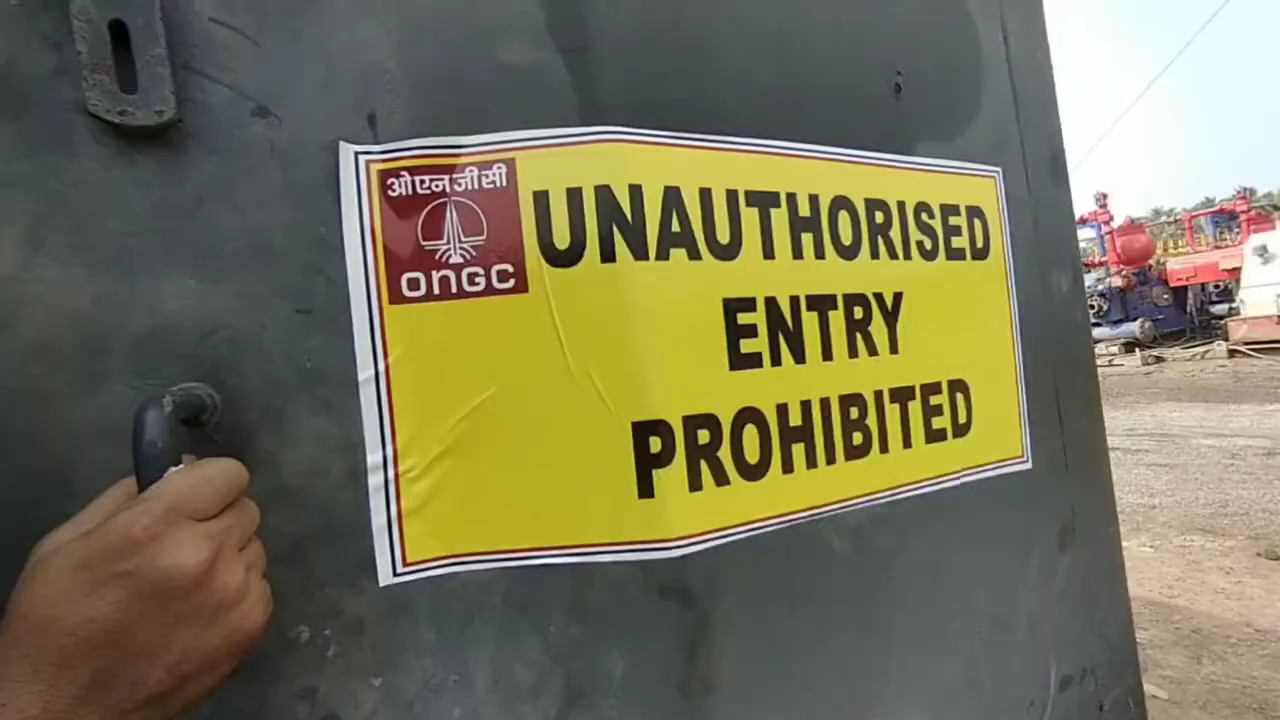 ओएनजीसी
ONGC
UNAUTHORISED
ENTRY
PROHIBITED